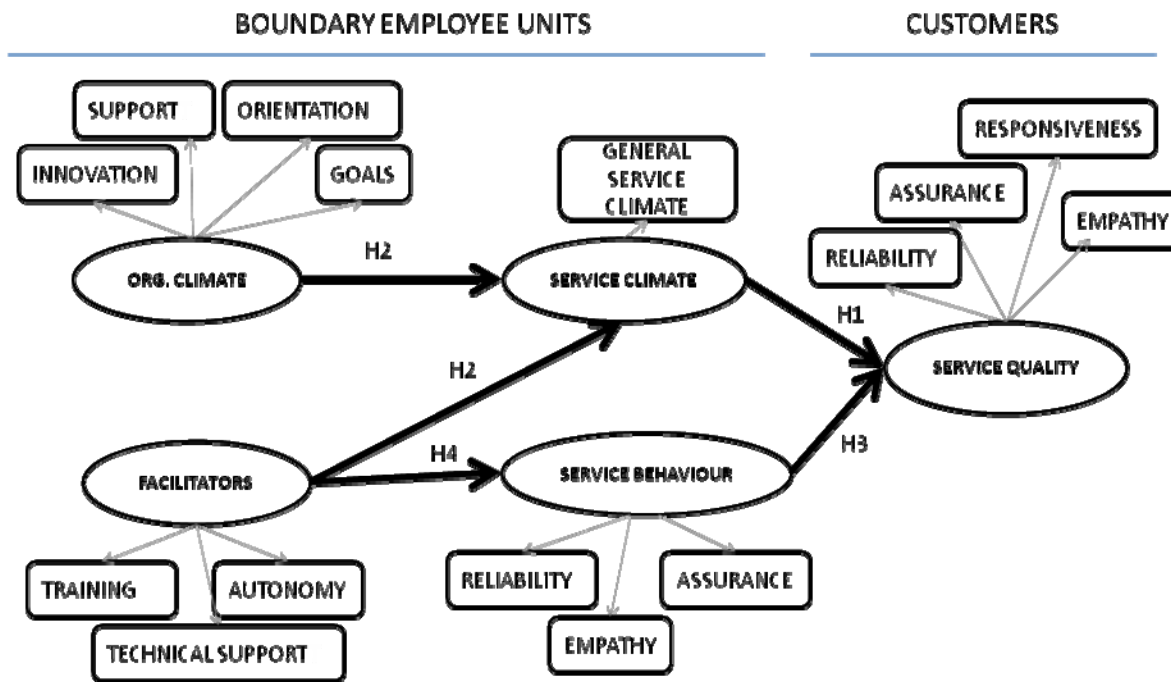 BOUNDARY EMPLOYEE UNITS
CUSTOMERS
SUPPORT
ORIENTATION
INNOVATION
GOALS
GENERAL
SERVICE
CLIMATE
RESPONSIVENESS
ASSURANCE
EMPATHY
RELIABILITY
ORG. CLIMATE
H2
SERVICE CLIMATE
H1
SERVICE QUALITY
H2
H3
FACILITATORS
H4
SERVICE BEHAVIOUR
TRAINING
AUTONOMY
TECHNICAL SUPPORT
RELIABILITY
ASSURANCE
EMPATHY